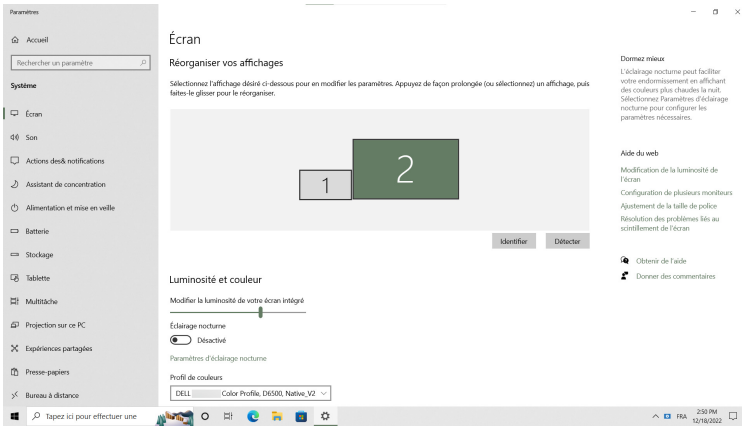 Paramètres
Accueil
Rechercher un paramètre
Système
Écran
Son
Actions des& notifications
Assistant de concentration
Alimentation et mise en veille
Batterie
Stockage
Tablette
Multitâche
Projection sur ce PC
Expériences partagées
Presse-papiers
Bureau à distance
Écran
Réorganiser vos affichages
Sélectionnez l'affichage désiré ci-dessous pour en modifier les paramètres. Appuyez de façon prolongée (ou sélectionnez) un affichage, puis
faites-le glisser pour le réorganiser.
1
2
Identifier
Détecter
Luminosité et couleur
Modifier la luminosité de votre écran intégré
Éclairage nocturne
Désactivé
Paramètres d'éclairage nocturne
Profil de couleurs
DELL Color Profile, D6500, Native_V2
Dormez mieux
L'éclairage nocturne peut faciliter
votre endormissement en affichant
des couleurs plus chaudes la nuit.
Sélectionnez Paramètres d'éclairage
nocturne pour configurer les
paramètres nécessaires.
Aide du web
Modification de la luminosité de
l'écran
Configuration de plusieurs moniteurs
Ajustement de la taille de police
Résolution des problèmes liés au
scintillement de l'écran
Obtenir de l'aide
Donner des commentaires
Tapez ici pour effectuer une
FRA
2:50 PM
12/18/2022